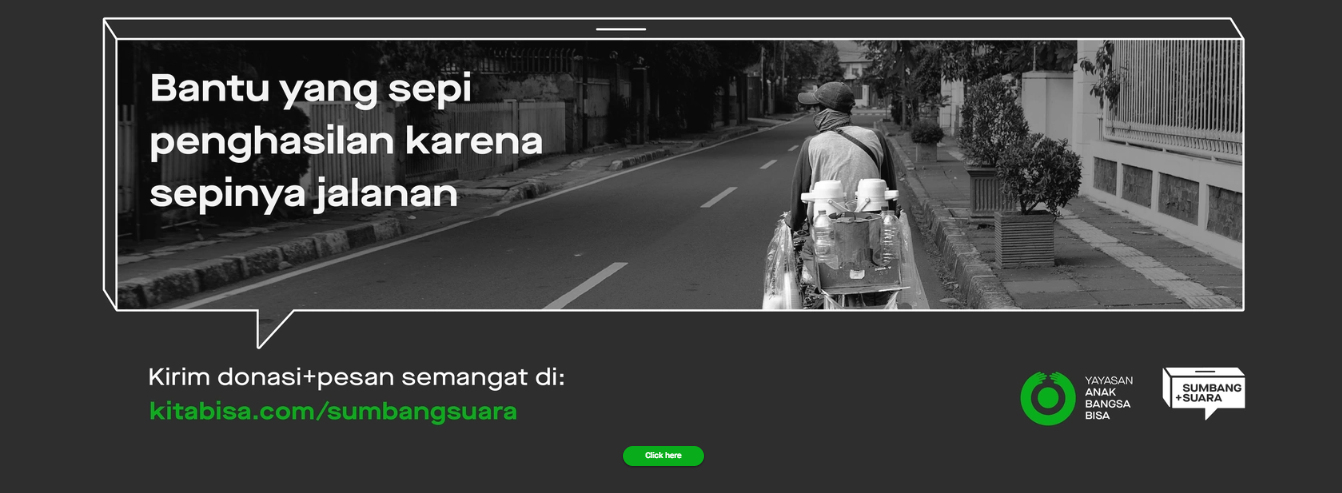 Bantu yang sepi
penghasilan karena
sepinya jalanan
Kirim donasi+pesan semangat di:
kitabisa.com/sumbangsuara
YAYASAN
ANAK
BANGSA
BISA
SUMBANG
+SUARA
Click here